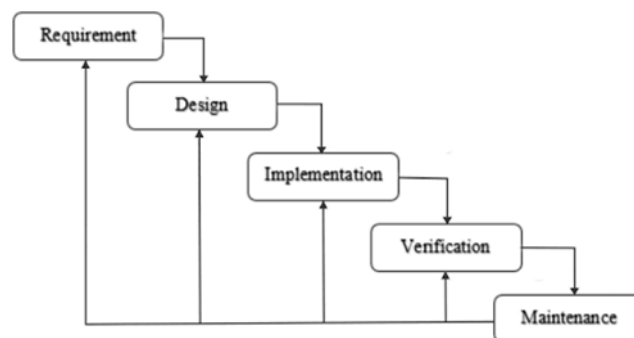 Requirement
Design
Implementation
Verification
Maintenance